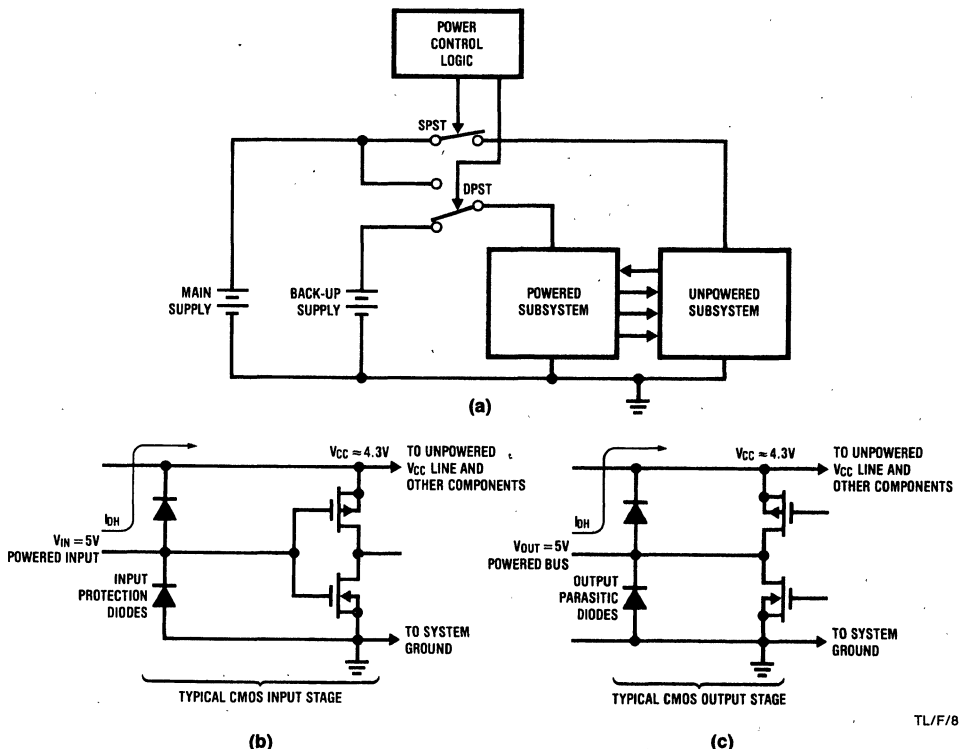 POWER
CONTROL
LOGIC
SPST
DPST
MAIN
SUPPLY
BACK-UP
SUPPLY
POWERED
SUBSYSTEM
UNPOWERED
SUBSYSTEM
(a)
VCC ≈ 4.3V
TO UNPOWERED
VCC LINE AND
OTHER COMPONENTS
IOH
VIN = 5V
POWERED INPUT
INPUT
PROTECTION
DIODES
TO SYSTEM
GROUND
TYPICAL CMOS INPUT STAGE
(b)
VCC ≈ 4.3V
TO UNPOWERED
VCC LINE AND
OTHER COMPONENTS
IOH
VOUT = 5V
POWERED BUS
OUTPUT
PARASITIC
DIODES
TO SYSTEM
GROUND
TYPICAL CMOS OUTPUT STAGE
(c)
TL/F/8